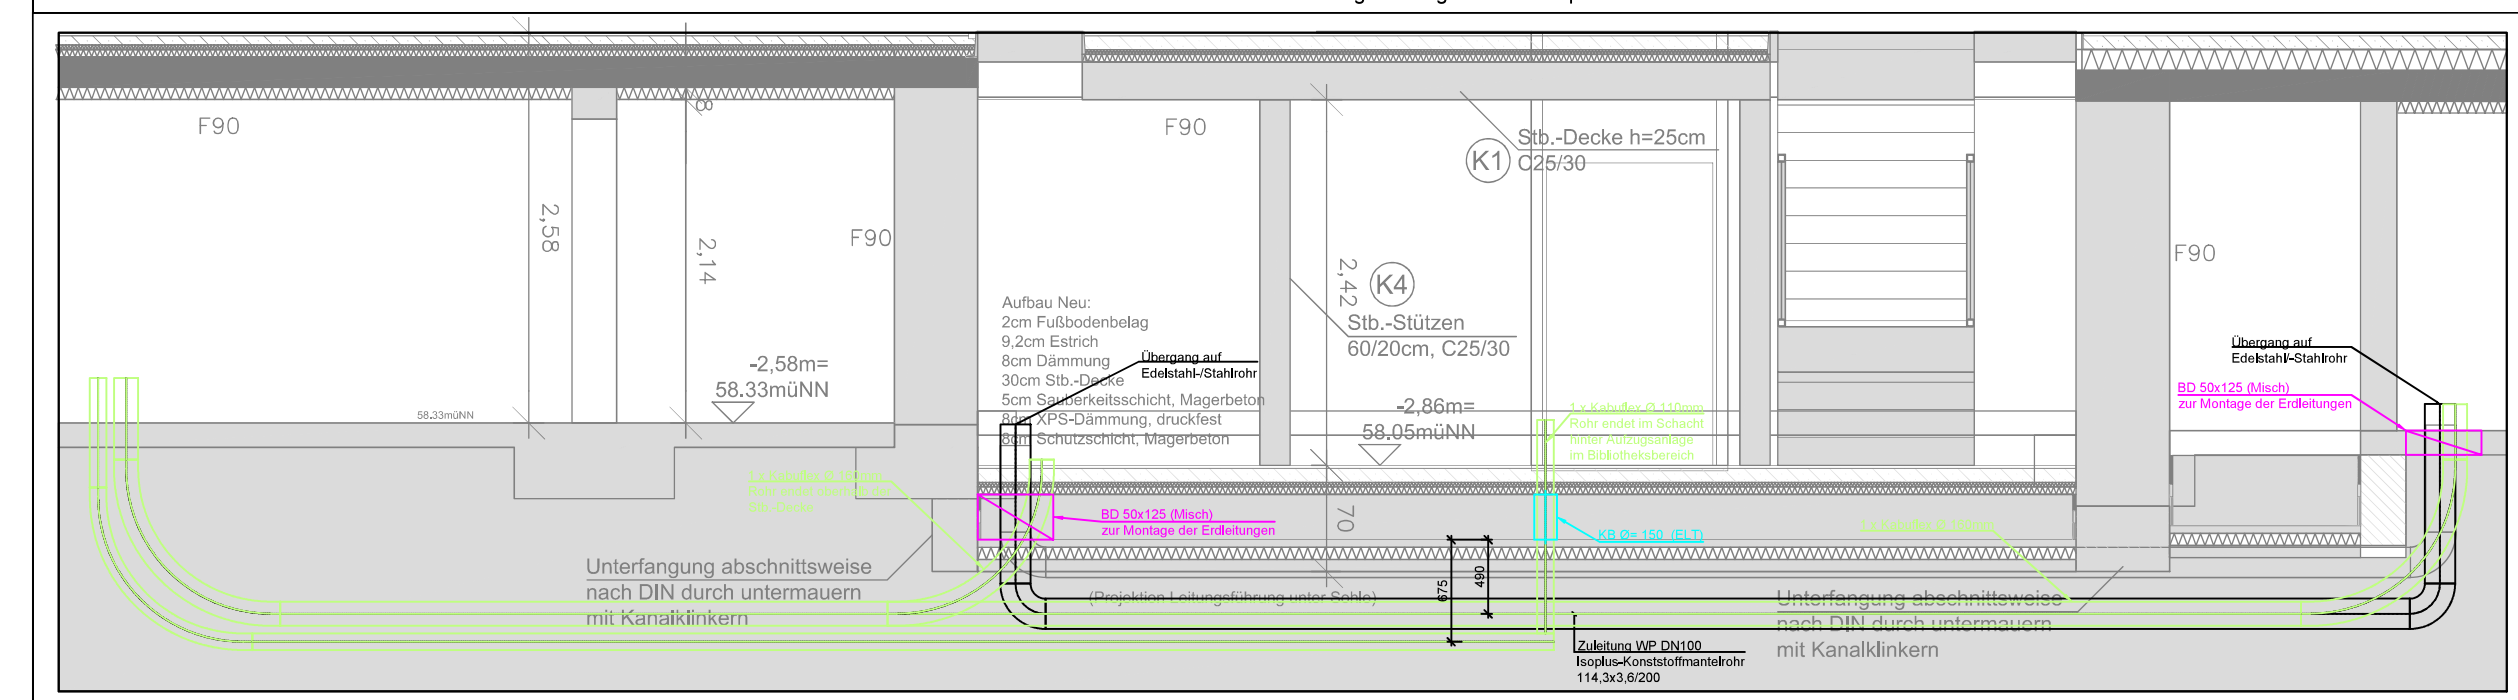 F90
8
2,58
2,14
F90
58.33müNN
-2,58m=
58.33müNN
F90
Stb.-Decke h=25cm
K1
C25/30
2,42
K4
Stb.-Stützen
60/20cm, C25/30
Aufbau Neu:
2cm Fußbodenbelag
9,2cm Estrich
8cm Dämmung
30cm Stb.-Decke
5cm Sauberkeitsschicht, Magerbeton
8cm XPS-Dämmung, druckfest
8cm Schutzschicht, Magerbeton
Übergang auf
Edelstahl-/Stahlrohr
-2,86m=
58.05müNN
1 x Kabuflex Ø 110mm
Rohr endet im Schacht
hinter Aufzugsanlage
im Bibliotheksbereich
F90
Übergang auf
Edelstahl/-Stahlrohr
BD 50x125 (Misch)
zur Montage der Erdleitungen
BD 50x125 (Misch)
zur Montage der Erdleitungen
70
KB Ø= 150 (ELT)
Unterfangung abschnittsweise
nach DIN durch untermauern
mit Kanalklinkern
(Projektion Leitungsführung unter Sohle)
675
490
Zuleitung WP DN100
Isoplus-Konststoffmantelrohr
114,3x3,6/200
Unterfangung abschnittsweise
nach DIN durch untermauern
mit Kanalklinkern